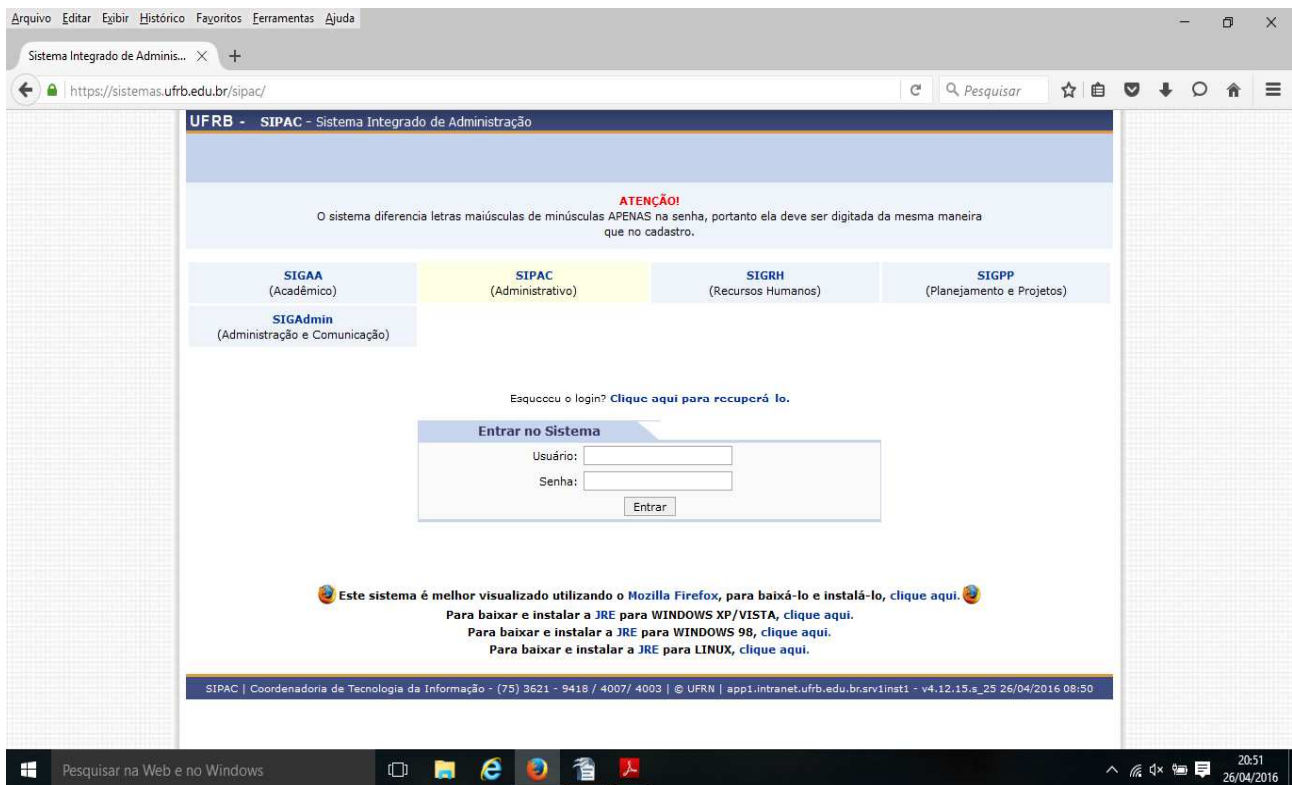 Arquivo Editar Exibir Histórico Favoritos Ferramentas Ajuda
Sistema Integrado de Adminis...
https://sistemas.ufrb.edu.br/sipac/
Pesquisar
UFRB - SIPAC - Sistema Integrado de Administração
ATENÇÃO!
O sistema diferencia letras maiúsculas de minúsculas APENAS na senha, portanto ela deve ser digitada da mesma maneira
que no cadastro.
SIGAA SIPAC SIGRH SIGPP
(Acadêmico) (Administrativo) (Recursos Humanos) (Planejamento e Projetos)
SIGAdmin
(Administração e Comunicação)
Esqueceu o login? Clique aqui para recuperá-lo.
Entrar no Sistema
Usuário:
Senha:
Entrar
Este sistema é melhor visualizado utilizando o Mozilla Firefox, para baixá-lo e instalá-lo, clique aqui.
Para baixar e instalar a JRE para WINDOWS XP/VISTA, clique aqui.
Para baixar e instalar a JRE para WINDOWS 98, clique aqui.
Para baixar e instalar a JRE para LINUX, clique aqui.
SIPAC | Coordenadoria de Tecnologia da Informação - (75) 3621 - 9418 / 4007/ 4003 | © UFRN | app1.intranet.ufrb.edu.br.srv1inst1 - v4.12.15.s_25 26/04/2016 08:50
Pesquisar na Web e no Windows
20:51
26/04/2016